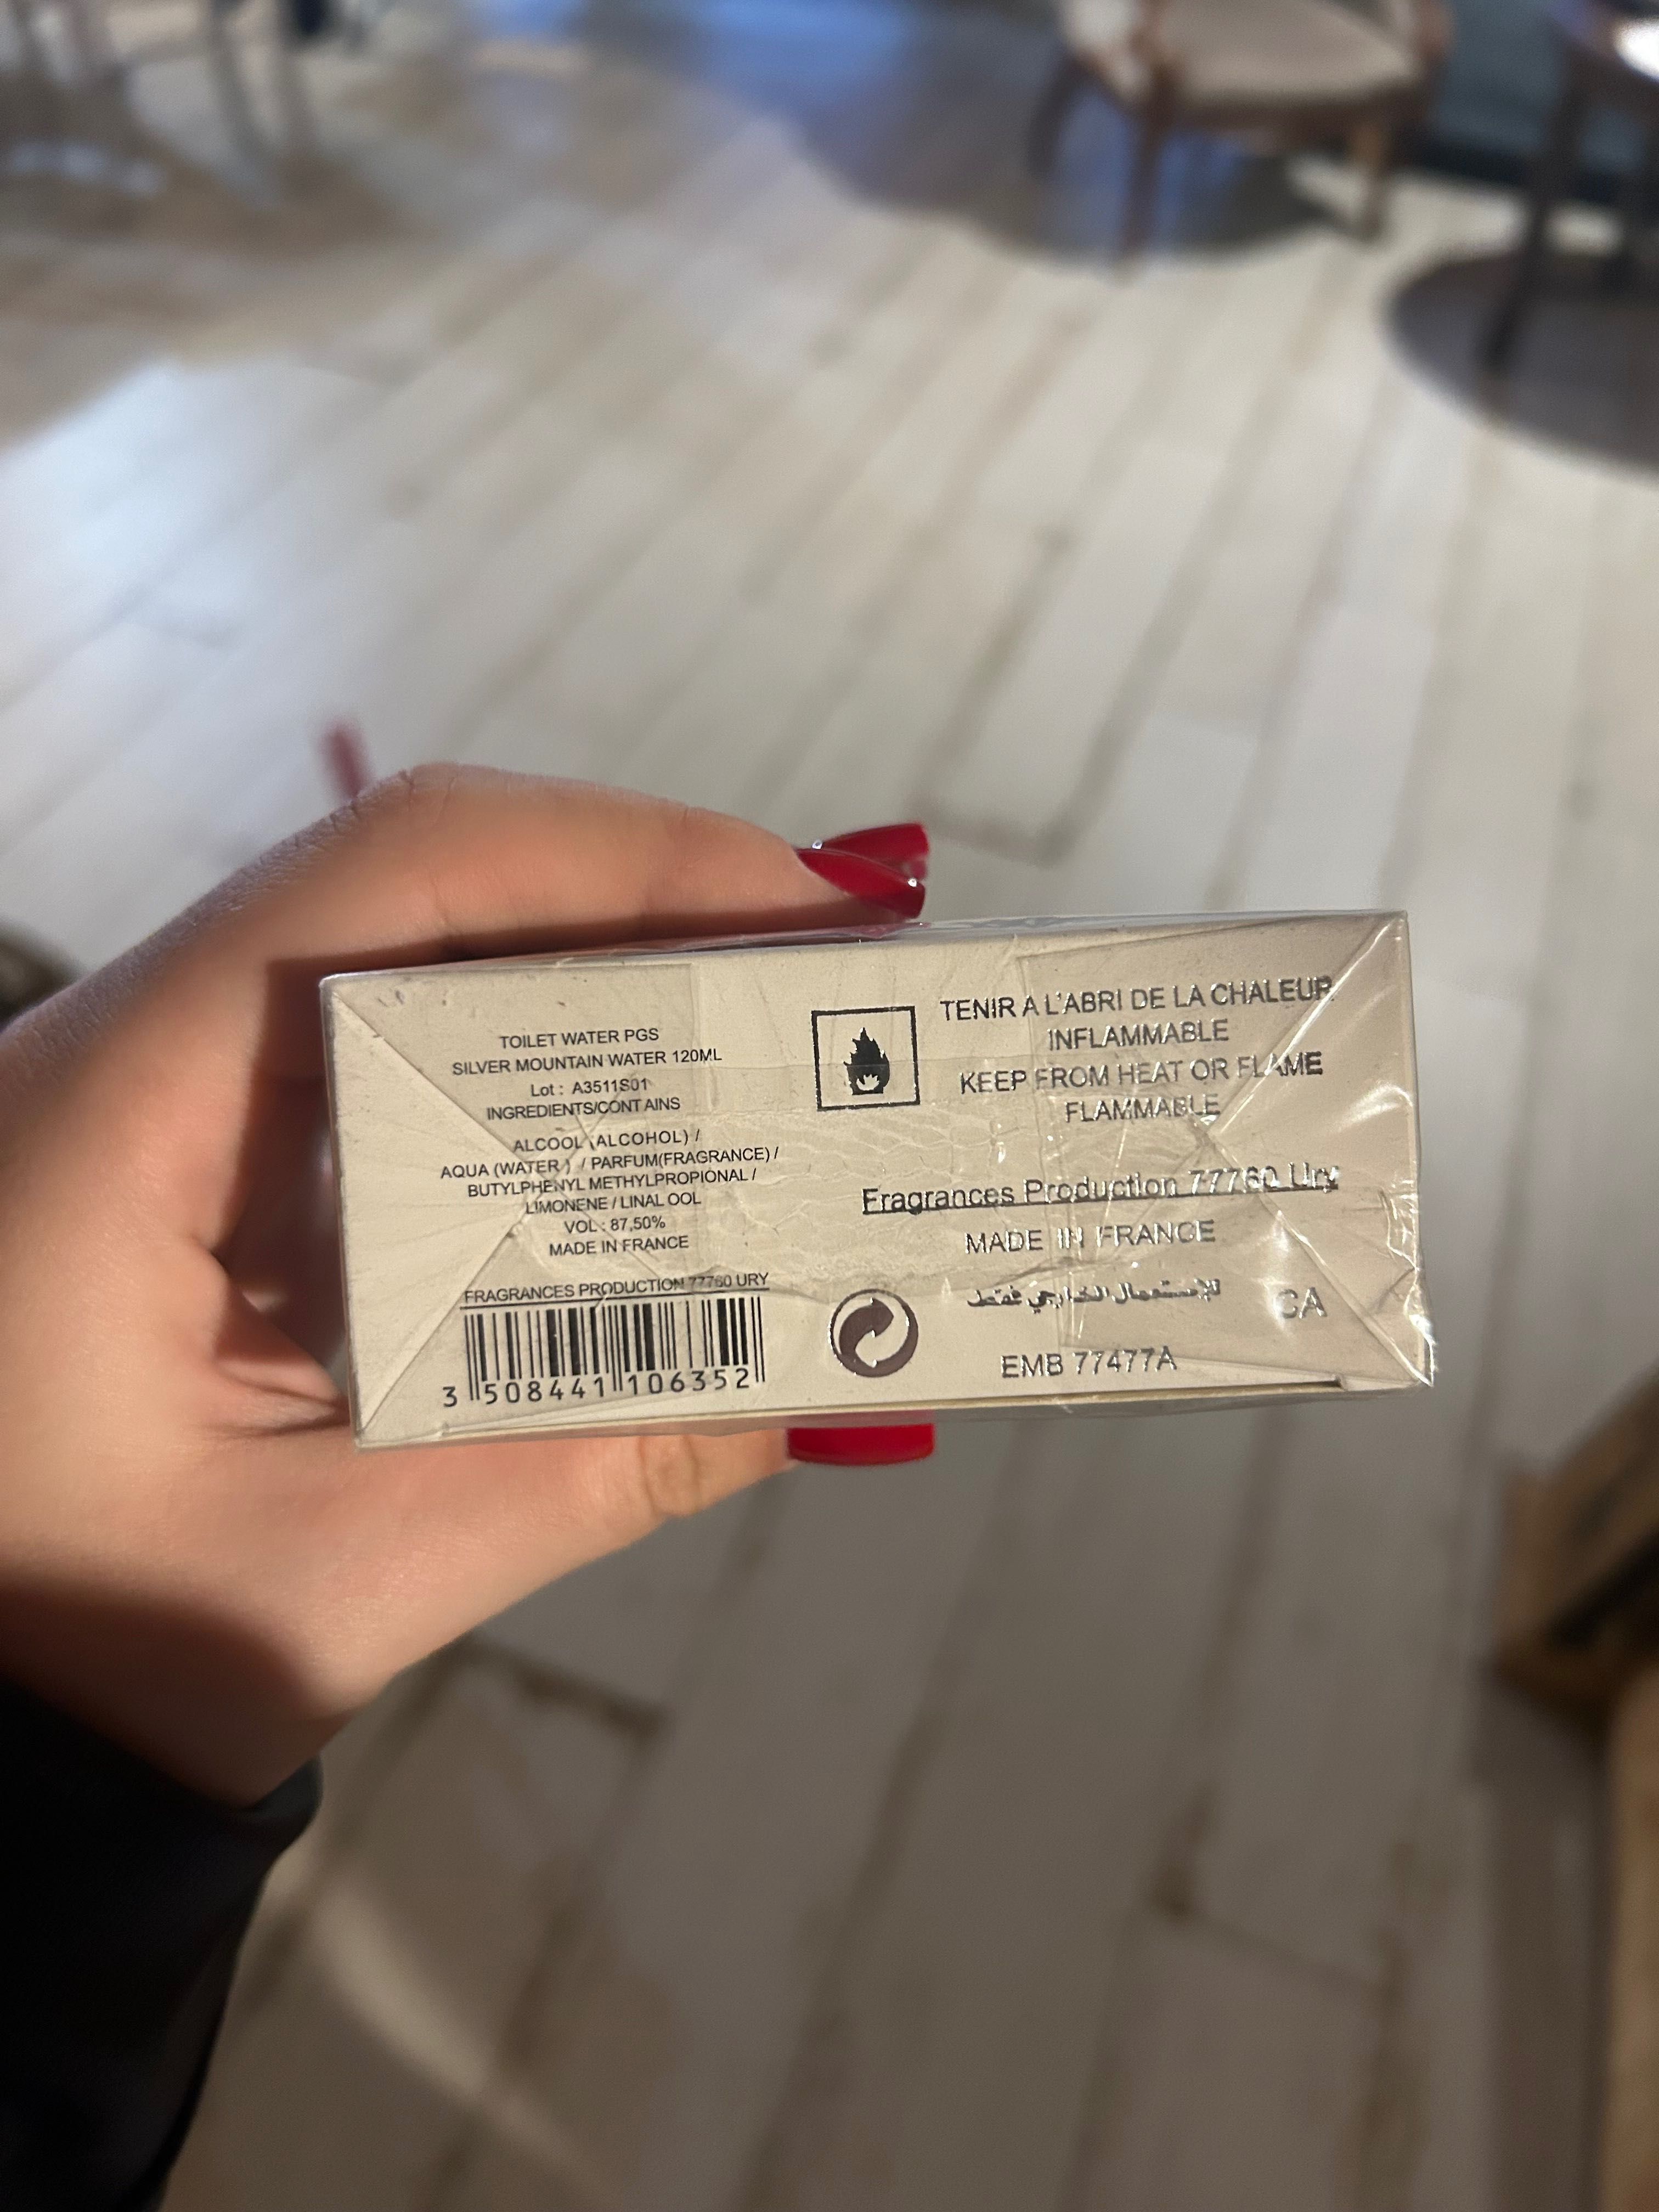 TOILET WATER PGS
SILVER MOUNTAIN WATER 120ML
Lot : A3511S01
INGREDIENTS/CONTAINS
ALCOOL (ALCOHOL) /
AQUA (WATER ) / PARFUM(FRAGRANCE) /
BUTYLPHENYL METHYLPROPIONAL /
LIMONENE / LINAL OOL
VOL : 87,50%
MADE IN FRANCE
FRAGRANCES PRODUCTION 77760 URY
3 508441 106352
TENIR A L'ABRI DE LA CHALEUR
INFLAMMABLE
KEEP FROM HEAT OR FLAME
FLAMMABLE
Fragrances Production 77760 Ury
MADE IN FRANCE
للإستعمال الخارجي فقط
CA
EMB 77477A